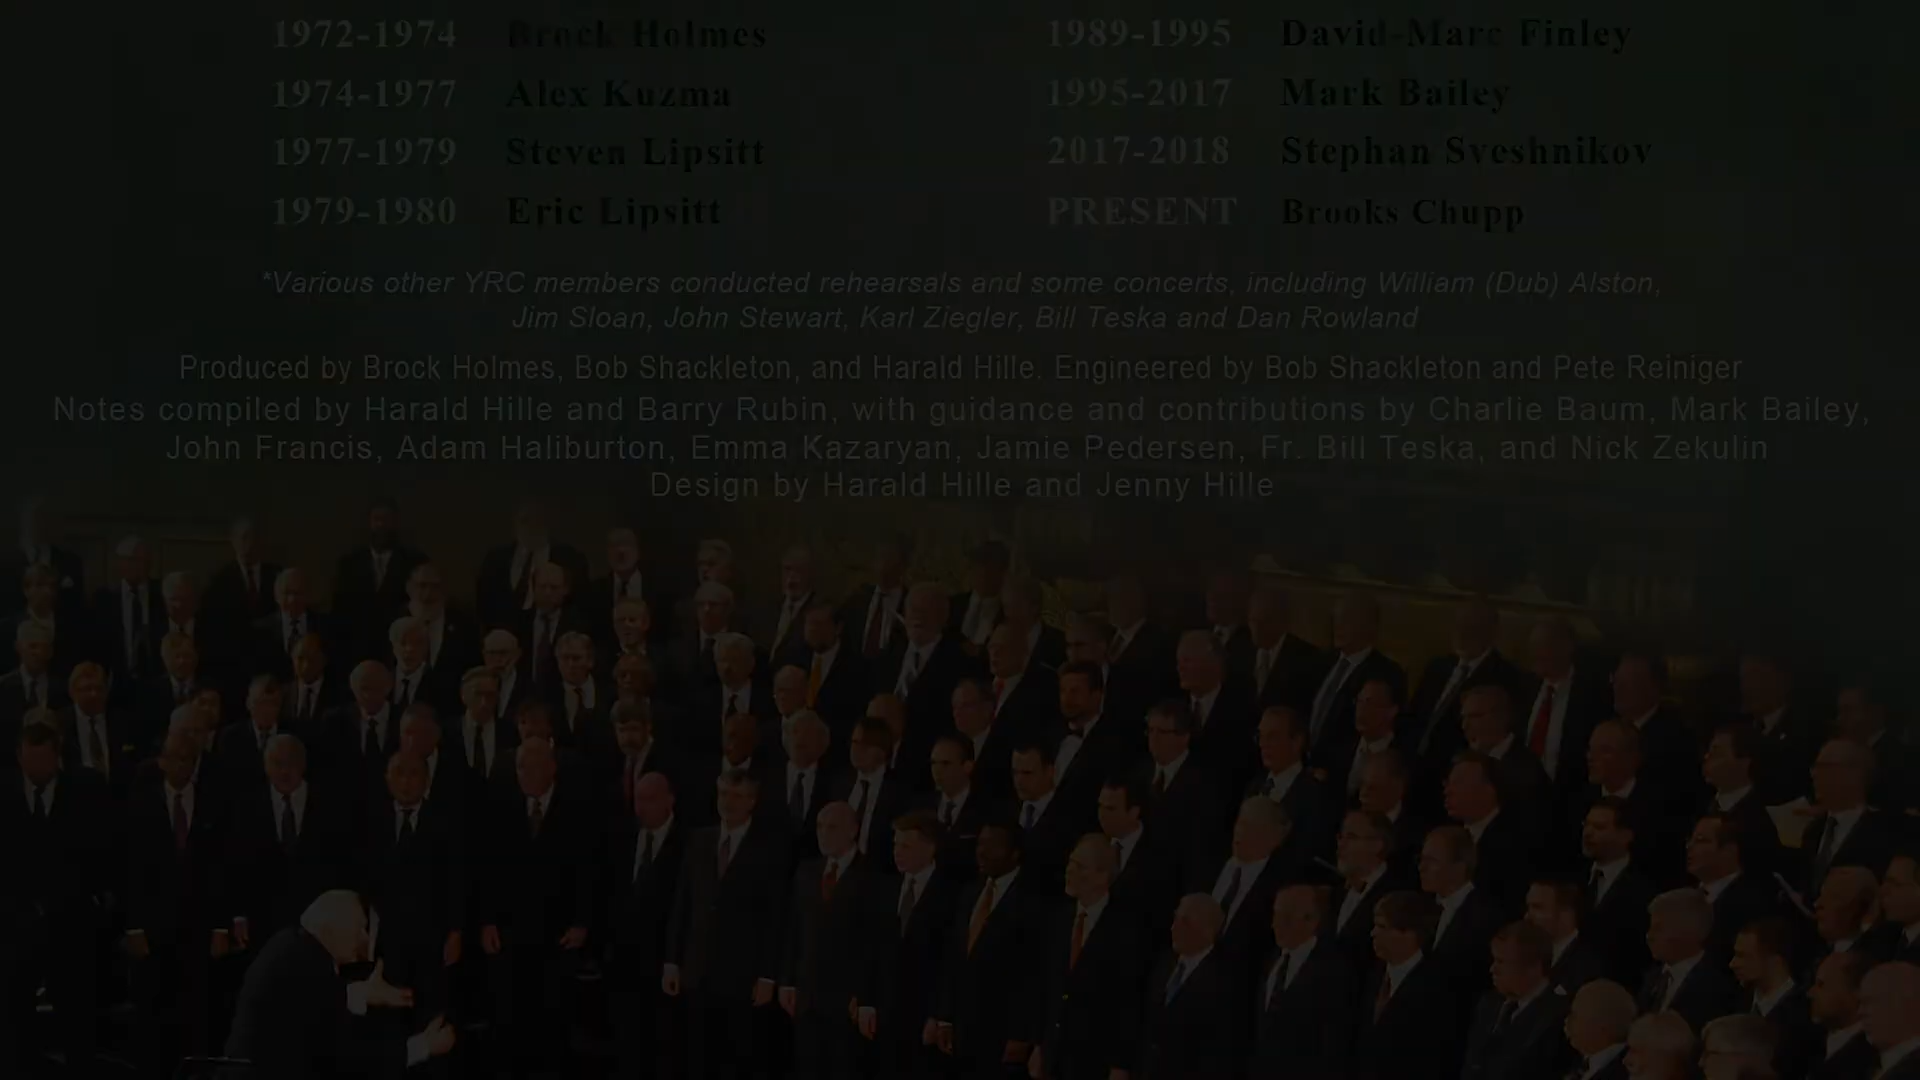 1972-1974 Brock Holmes
1974-1977 Alex Kuzma
1977-1979 Steven Lipsitt
1979-1980 Eric Lipsitt
1989-1995 David-Marc Finley
1995-2017 Mark Bailey
2017-2018 Stephan Sveshnikov
PRESENT Brooks Chupp
*Various other YRC members conducted rehearsals and some concerts, including William (Dub) Alston,
Jim Sloan, John Stewart, Karl Ziegler, Bill Teska and Dan Rowland
Produced by Brock Holmes, Bob Shackleton, and Harald Hille. Engineered by Bob Shackleton and Pete Reiniger
Notes compiled by Harald Hille and Barry Rubin, with guidance and contributions by Charlie Baum, Mark Bailey,
John Francis, Adam Haliburton, Emma Kazaryan, Jamie Pedersen, Fr. Bill Teska, and Nick Zekulin
Design by Harald Hille and Jenny Hille